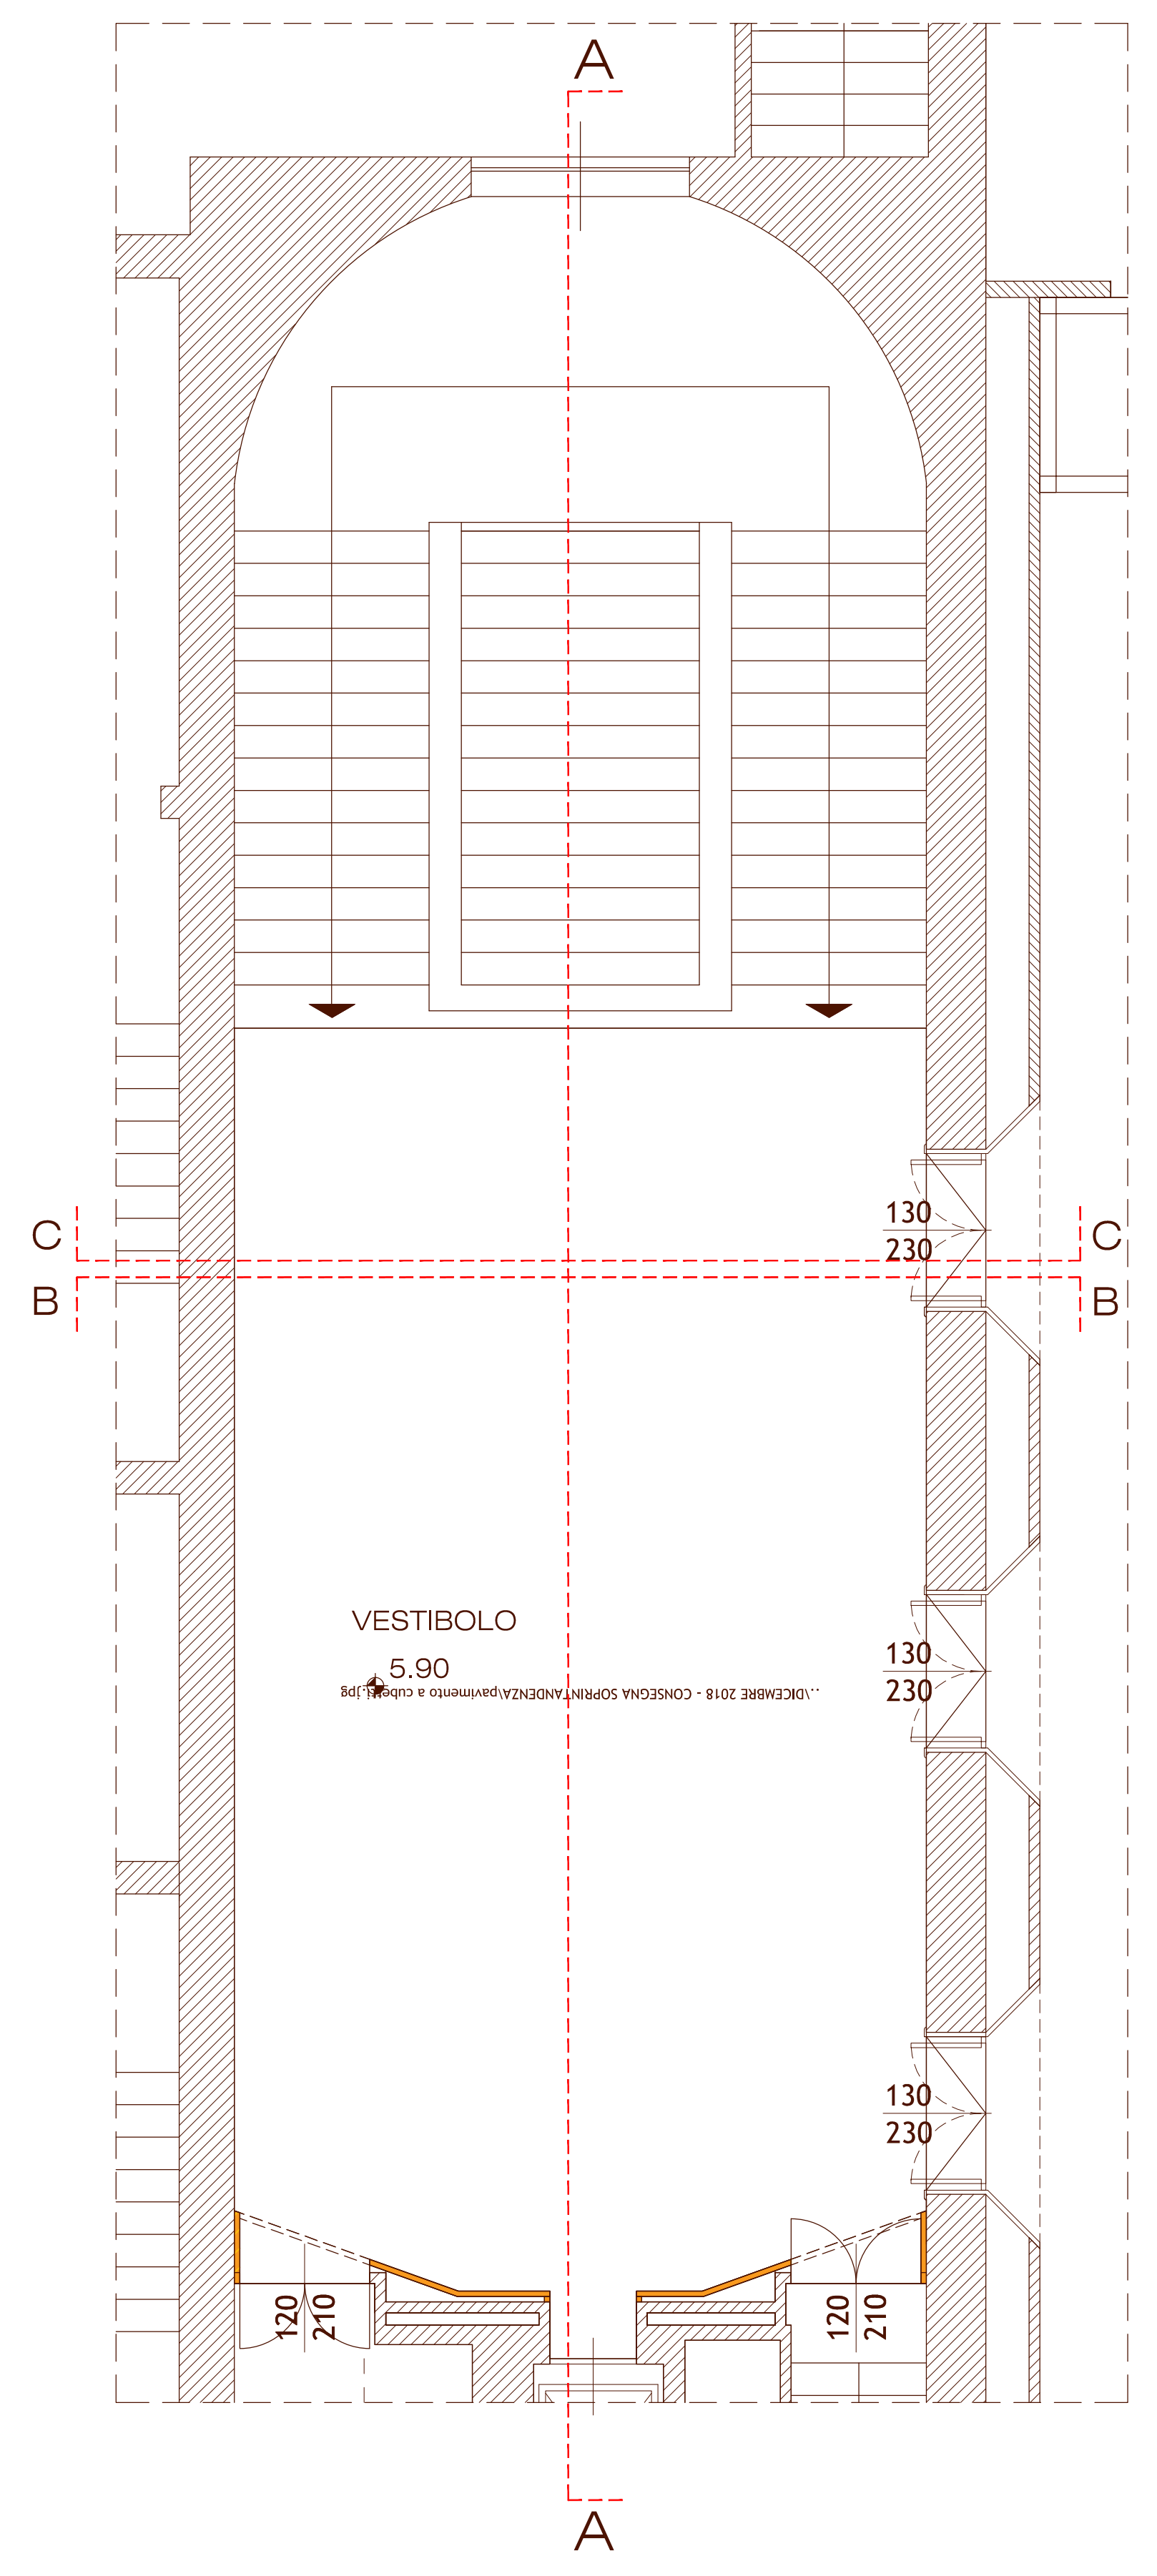 A
130
C
C
230
B
B
VESTIBOLO
5.90
130
..\DICEMBRE 2018 - CONSEGNA SOPRINTANDENZA\pavimento a cubetti.jpg
230
130
230
120
210
120
210
A